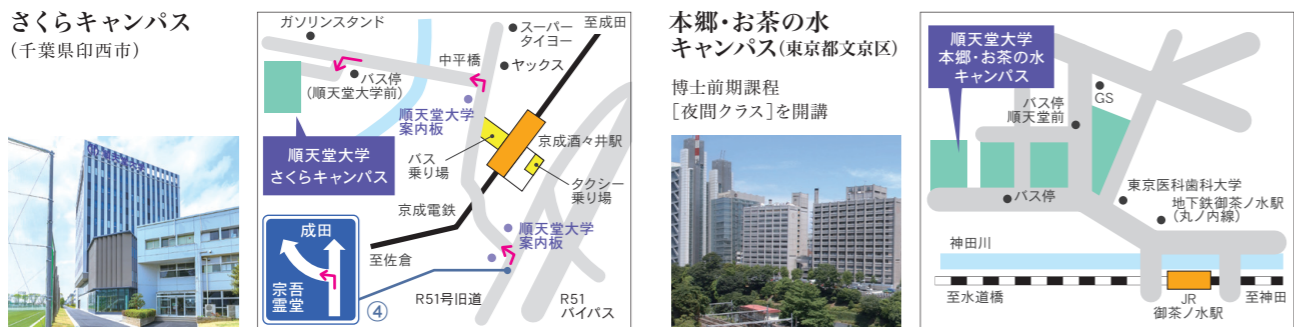 さくらキャンパス
(千葉県印西市)
ガソリンスタンド
スーパー
タイヨー
至成田
中平橋
ヤックス
バス停
(順天堂大学前)
順天堂大学
案内板
京成酒々井駅
順天堂大学
さくらキャンパス
バス
乗り場
タクシー
乗り場
京成電鉄
順天堂大学
案内板
成田
至佐倉
宗吾
霊堂
④
R51号旧道
R51
バイパス
本郷・お茶の水
キャンパス(東京都文京区)
博士前期課程
[夜間クラス]を開講
順天堂大学
本郷・お茶の水
キャンパス
GS
バス停
順天堂前
バス停
東京医科歯科大学
地下鉄御茶ノ水駅
(丸ノ内線)
神田川
至水道橋
JR
御茶ノ水駅
至神田